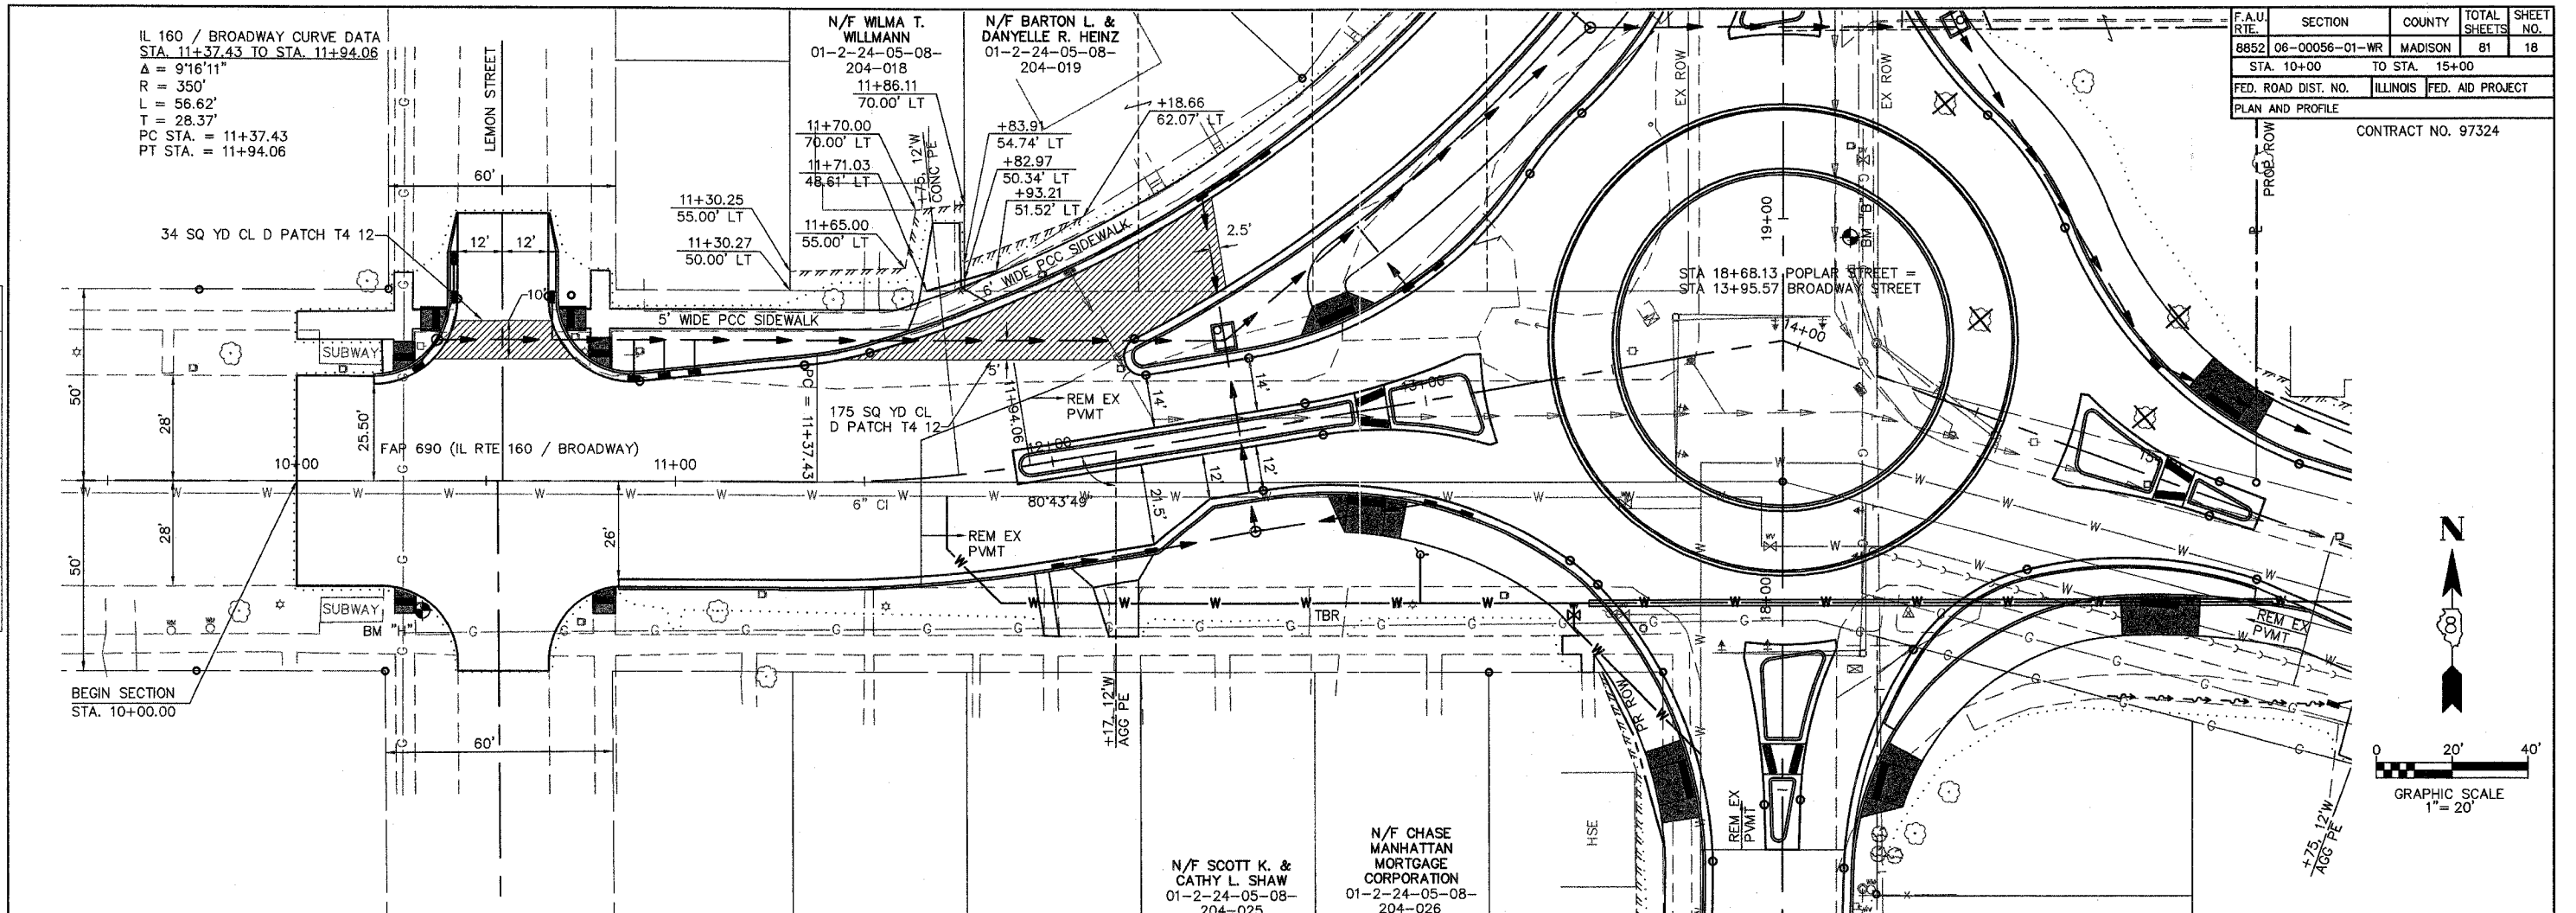 IL 160 / BROADWAY CURVE DATA
STA. 11+37.43 TO STA. 11+94.06
Δ = 9°16'11"
R = 350'
L = 56.62'
T = 28.37'
PC STA. = 11+37.43
PT STA. = 11+94.06
LEMON STREET
60'
34 SQ YD CL D PATCH T4 12
12'
12'
10'
N/F WILMA T.
WILLMANN
01-2-24-05-08-
204-018
N/F BARTON L. &
DANYELLE R. HEINZ
01-2-24-05-08-
204-019
11+86.11
70.00' LT
11+70.00
70.00' LT
11+71.03
48.61' LT
+75, 12'W
CONC PE
+83.91
54.74' LT
+82.97
50.34' LT
+93.21
51.52' LT
+18.66
62.07' LT
11+30.25
55.00' LT
11+30.27
50.00' LT
11+65.00
55.00' LT
6' WIDE PCC SIDEWALK
5' WIDE PCC SIDEWALK
2.5'
EX ROW
EX ROW
F.A.U. RTE.
SECTION
COUNTY
TOTAL SHEETS
SHEET NO.
8852
06-00056-01-WR
MADISON
81
18
STA. 10+00 TO STA. 15+00
FED. ROAD DIST. NO.
ILLINOIS
FED. AID PROJECT
PLAN AND PROFILE
CONTRACT NO. 97324
PROP ROW
19+00
BM "B"
STA 18+68.13 POPLAR STREET =
STA 13+95.57 BROADWAY STREET
14+00
13+00
SUBWAY
50'
28'
25.50'
FAP 690 (IL RTE 160 / BROADWAY)
10+00
11+00
PC = 11+37.43
175 SQ YD CL
D PATCH T4 12
5'
11+94.06
REM EX
PVMT
14'
14'
12+00
12'
12'
21.5'
80°43'49"
6" CI
REM EX
PVMT
50'
28'
26'
SUBWAY
BM "H"
BEGIN SECTION
STA. 10+00.00
60'
TBR
+17, 12'W
AGG PE
PR ROW
18+00
HSE
REM EX
PVMT
REM EX
PVMT
+75, 12'W
AGG PE
N/F SCOTT K. &
CATHY L. SHAW
01-2-24-05-08-
204-025
N/F CHASE
MANHATTAN
MORTGAGE
CORPORATION
01-2-24-05-08-
204-026
N
0 20' 40'
GRAPHIC SCALE
1"= 20'